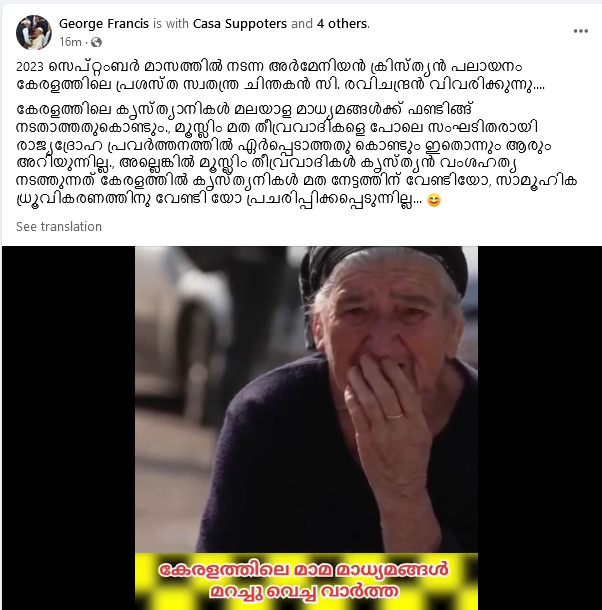 George Francis is with Casa Suppoters and 4 others.
16m ·
2023 സെപ്റ്റംബർ മാസത്തിൽ നടന്ന അർമേനിയൻ ക്രിസ്ത്യൻ പലായനം
കേരളത്തിലെ പ്രശസ്ത സ്വതന്ത്ര ചിന്തകൻ സി. രവിചന്ദ്രൻ വിവരിക്കുന്നു....
കേരളത്തിലെ കൃസ്ത്യാനികൾ മലയാള മാധ്യമങ്ങൾക്ക് ഫണ്ടിങ്ങ്
നടത്താത്തതുകൊണ്ടും., മുസ്ലിം മത തീവ്രവാദികളെ പോലെ സംഘടിതരായി
രാജ്യദ്രോഹ പ്രവർത്തനത്തിൽ ഏർപ്പെടാത്തതു കൊണ്ടും ഇതൊന്നും ആരും
അറിയുന്നില്ല., അല്ലെങ്കിൽ മുസ്ലിം തീവ്രവാദികൾ കൃസ്ത്യൻ വംശഹത്യ
നടത്തുന്നത് കേരളത്തിൽ കൃസ്ത്യനികൾ മത നേട്ടത്തിന് വേണ്ടിയോ, സാമൂഹിക
ധ്രൂവികരണത്തിനു വേണ്ടി യോ പ്രചരിപ്പിക്കപ്പെടുന്നില്ല... 😊
See translation
കേരളത്തിലെ മാമ മാധ്യമങ്ങൾ
മറച്ചു വെച്ച വാർത്ത